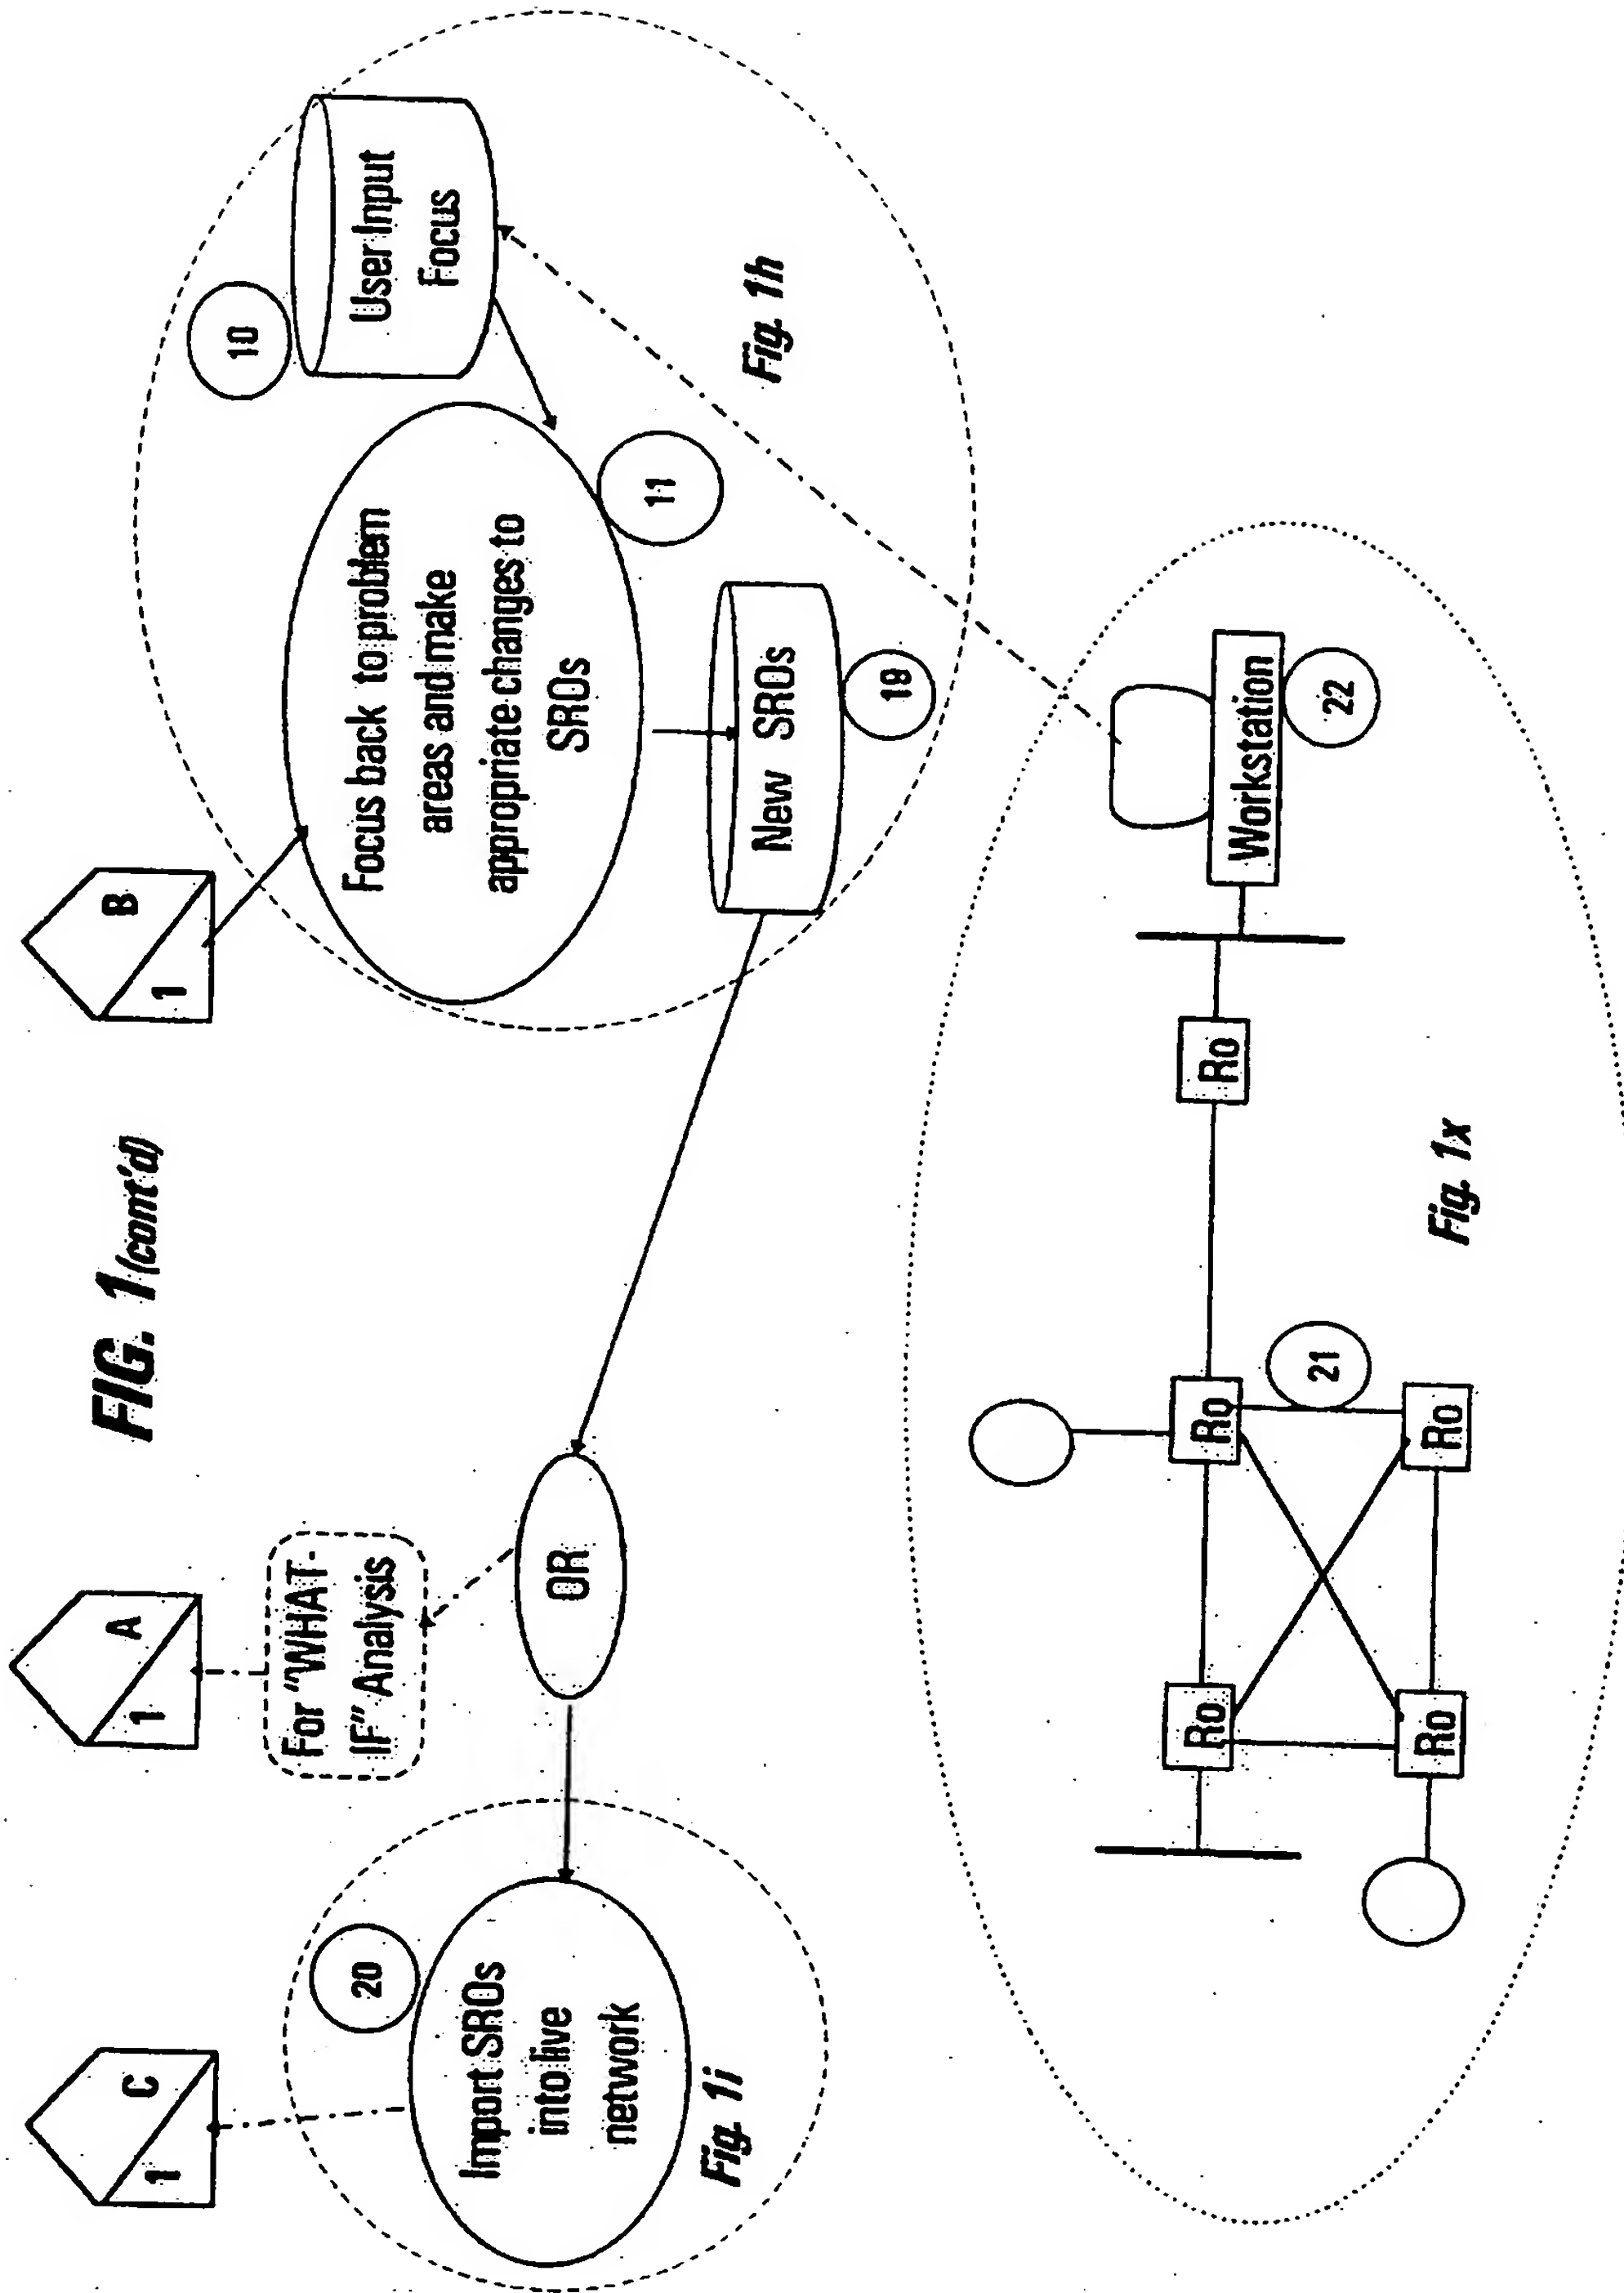 FIG. 1 (cont'd)
1 C
1 A
1 B
20
Import SROs
into live
network
Fig. 1i
For "WHAT-
IF" Analysis
OR
Focus back to problem
areas and make
appropriate changes to
SROs
10
User Input
Focus
11
New SROs
19
Fig. 1h
Ro
Ro
21
Ro
Ro
Ro
Workstation
22
Fig. 1x